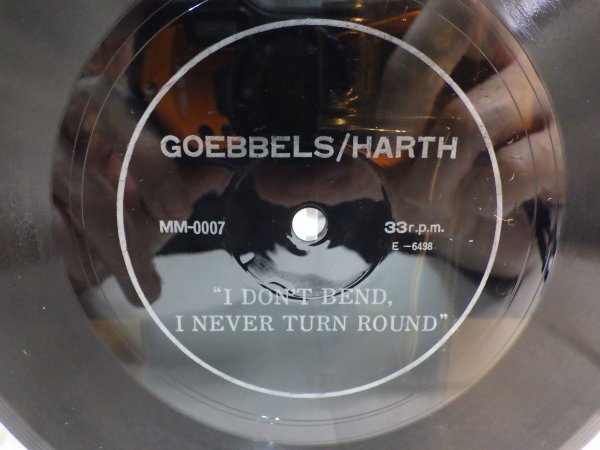 GOEBBELS/HARTH
MM-0007 33r.p.m.
E-6498
"I DON'T BEND,
I NEVER TURN ROUND"